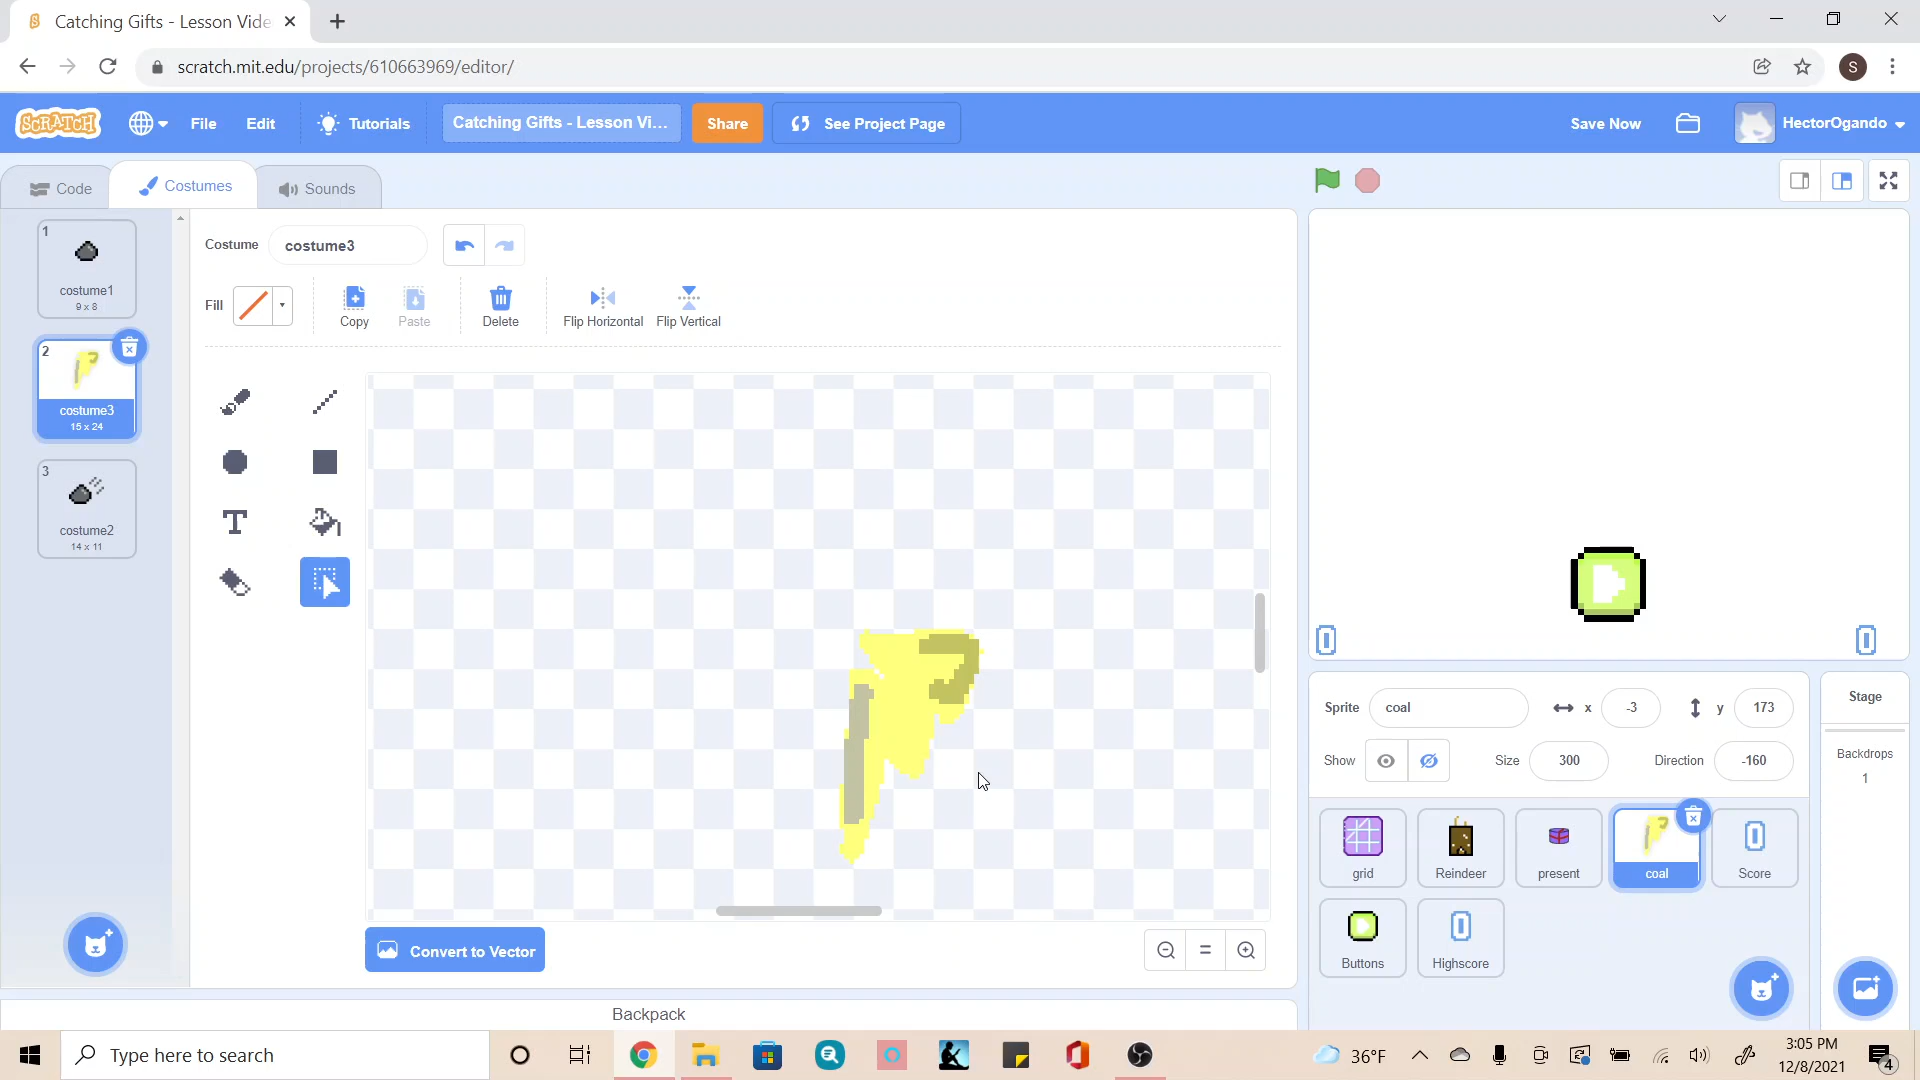 Catching Gifts - Lesson Vide
scratch.mit.edu/projects/610663969/editor/
S
SCRATCH
File
Edit
Tutorials
Catching Gifts - Lesson Vi...
Share
See Project Page
Save Now
HectorOgando
Code
Costumes
Sounds
1
costume1
9 x 8
2
costume3
15 x 24
3
costume2
14 x 11
Costume
costume3
Fill
Copy
Paste
Delete
Flip Horizontal
Flip Vertical
T
Convert to Vector
Backpack
Sprite
coal
x
-3
y
173
Show
Size
300
Direction
-160
Stage
Backdrops
1
grid
Reindeer
present
coal
Score
Buttons
Highscore
Type here to search
36°F
3:05 PM
12/8/2021
4